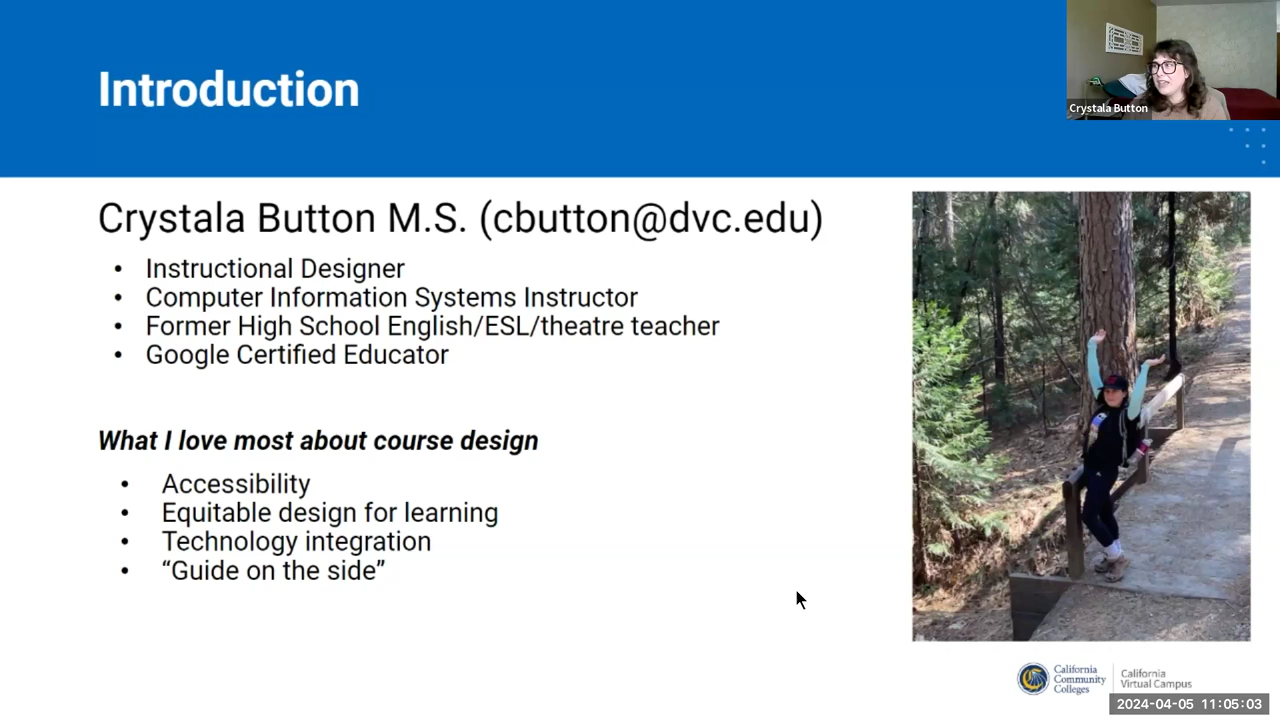 Introduction
Crystala Button
Crystala Button M.S. (cbutton@dvc.edu)
• Instructional Designer
• Computer Information Systems Instructor
• Former High School English/ESL/theatre teacher
• Google Certified Educator
What I love most about course design
• Accessibility
• Equitable design for learning
• Technology integration
• “Guide on the side”
California
Community
Colleges
California
Virtual Campus
2024-04-05 11:05:03